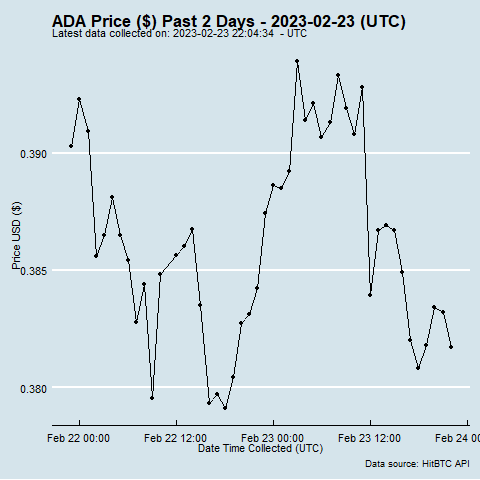 ADA Price ($) Past 2 Days - 2023-02-23 (UTC)
Latest data collected on: 2023-02-23 22:04:34 - UTC
0.390
0.385
0.380
Price USD ($)
Feb 22 00:00
Feb 22 12:00
Feb 23 00:00
Feb 23 12:00
Feb 24 00
Date Time Collected (UTC)
Data source: HitBTC API